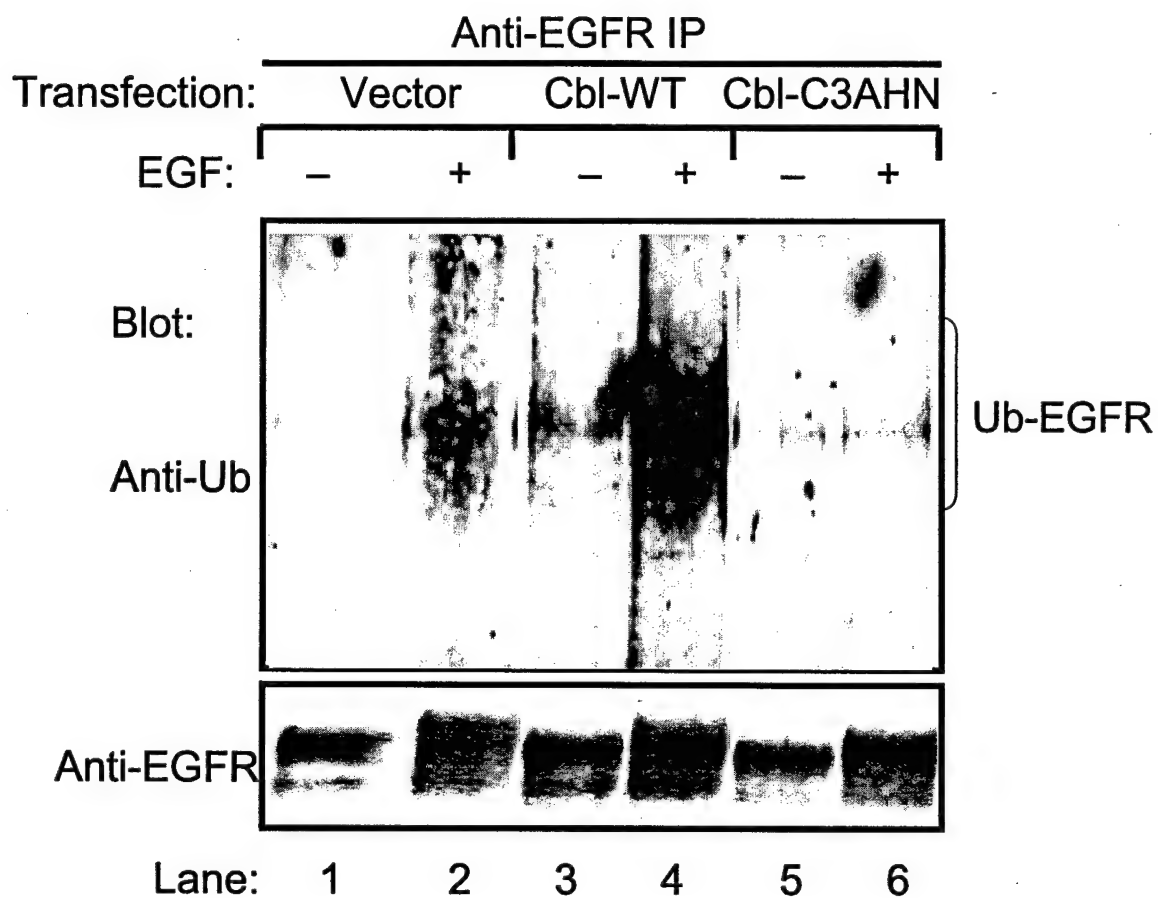 Anti-EGFR IP
Transfection: Vector Cbl-WT Cbl-C3AHN
EGF: – + – + – +
Blot:
Ub-EGFR
Anti-Ub
Anti-EGFR
Lane: 1 2 3 4 5 6